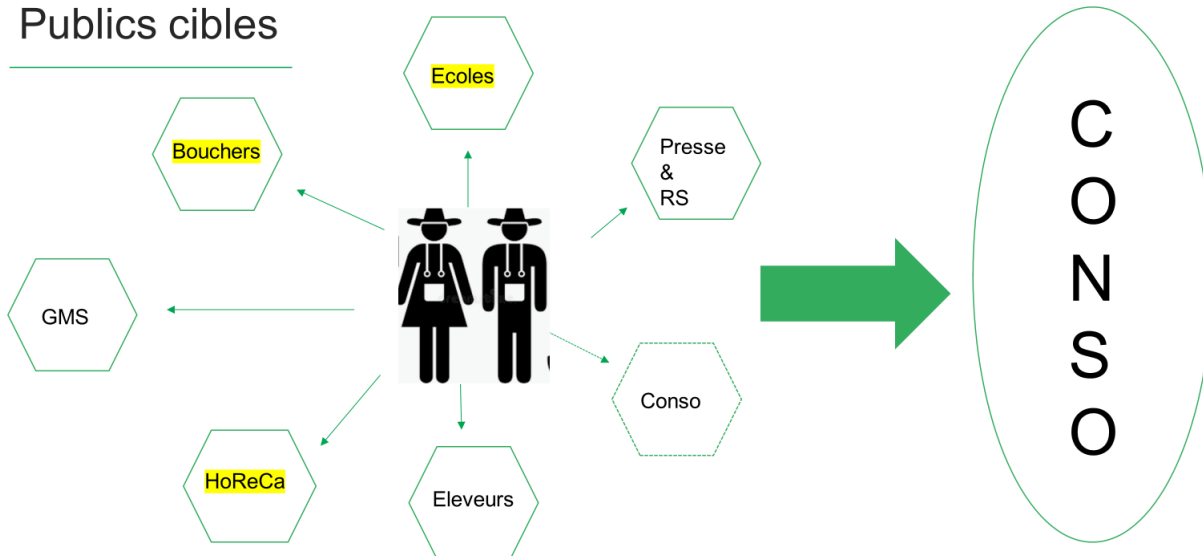 Publics cibles
Ecoles
Bouchers
Presse
&
RS
GMS
Conso
HoReCa
Eleveurs
C
O
N
S
O